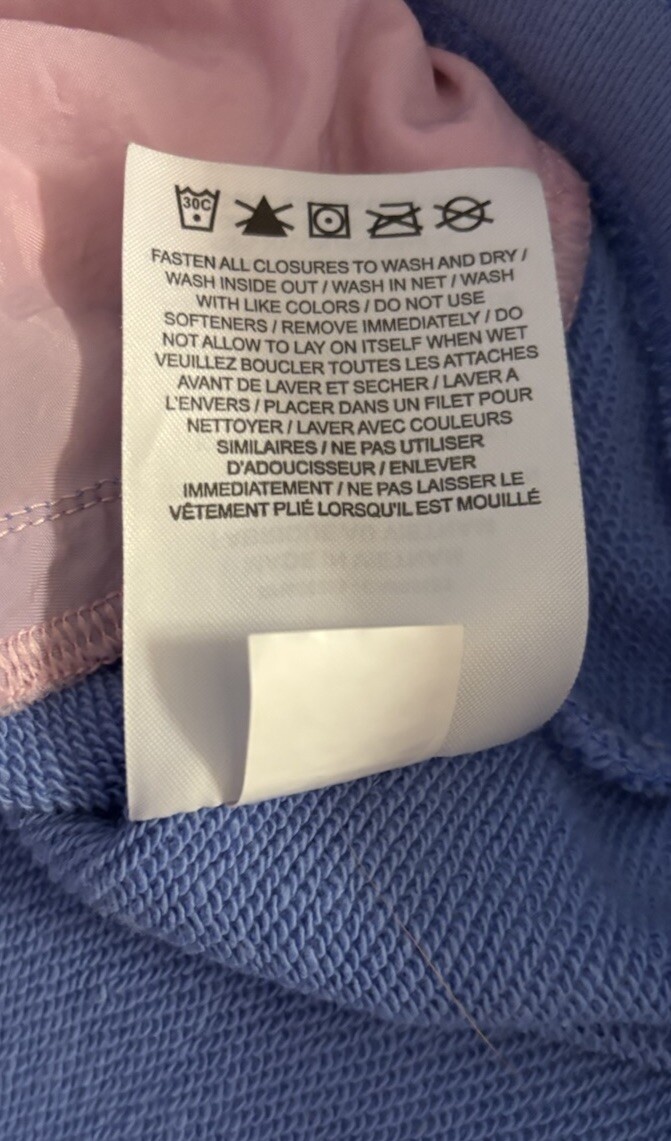 30C
FASTEN ALL CLOSURES TO WASH AND DRY /
WASH INSIDE OUT / WASH IN NET / WASH
WITH LIKE COLORS / DO NOT USE
SOFTENERS / REMOVE IMMEDIATELY / DO
NOT ALLOW TO LAY ON ITSELF WHEN WET
VEUILLEZ BOUCLER TOUTES LES ATTACHES
AVANT DE LAVER ET SECHER / LAVER A
L'ENVERS / PLACER DANS UN FILET POUR
NETTOYER / LAVER AVEC COULEURS
SIMILAIRES / NE PAS UTILISER
D'ADOUCISSEUR / ENLEVER
IMMEDIATEMENT / NE PAS LAISSER LE
VÊTEMENT PLIÉ LORSQU'IL EST MOUILLÉ